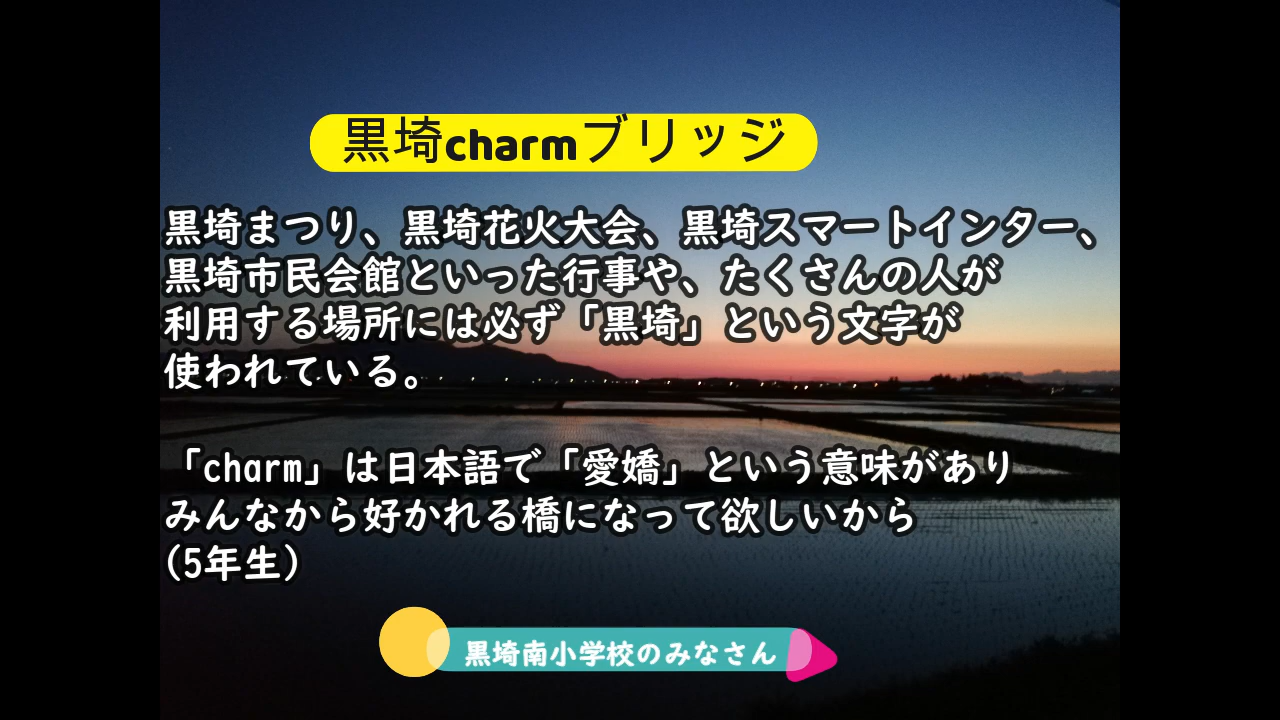 黒埼charmブリッジ
黒埼まつり、黒埼花火大会、黒埼スマートインター、
黒埼市民会館といった行事や、たくさんの人が
利用する場所には必ず「黒埼」という文字が
使われている。
「charm」は日本語で「愛嬌」という意味があり
みんなから好かれる橋になって欲しいから
(5年生)
黒埼南小学校のみなさん